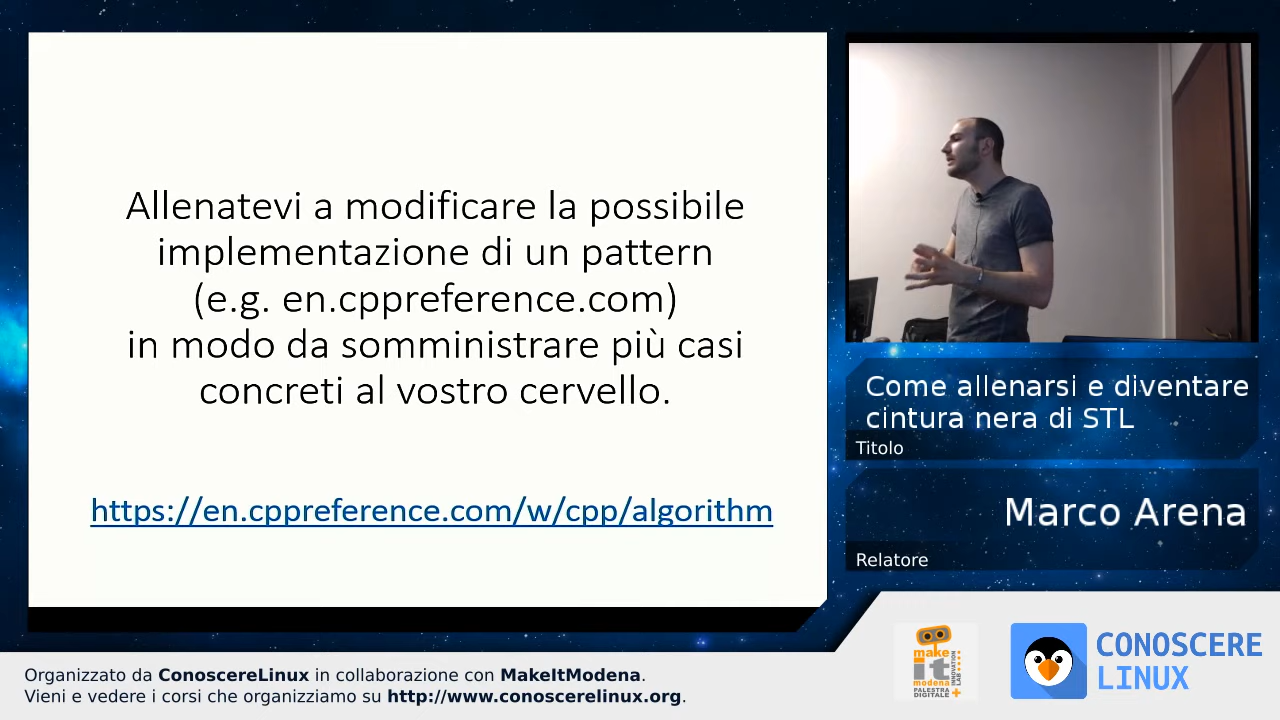 Allenatevi a modificare la possibile
implementazione di un pattern
(e.g. en.cppreference.com)
in modo da somministrare più casi
concreti al vostro cervello.
https://en.cppreference.com/w/cpp/algorithm
Come allenarsi e diventare
cintura nera di STL
Titolo
Marco Arena
Relatore
make
it
modena
PALESTRA
DIGITALE
INNOVATION
LAB
CONOSCERE
LINUX
Organizzato da ConoscereLinux in collaborazione con MakeItModena.
Vieni e vedere i corsi che organizziamo su http://www.conoscerelinux.org.